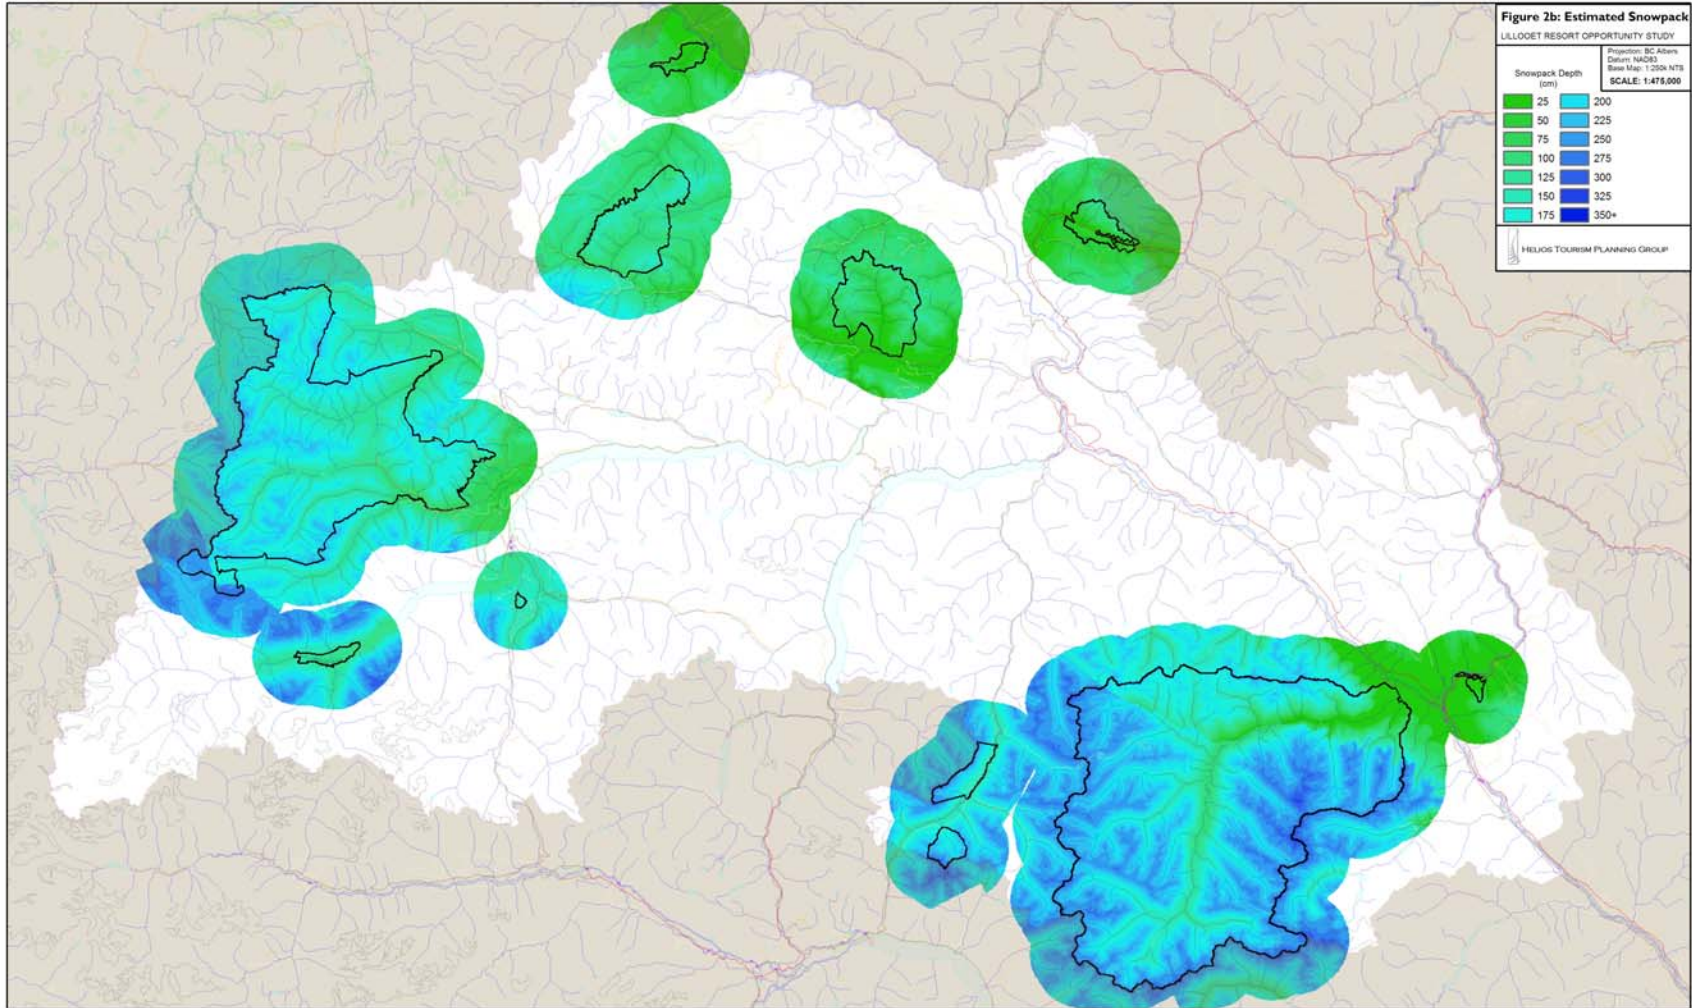 Figure 2b: Estimated Snowpack
LILLOOET RESORT OPPORTUNITY STUDY
Projection: BC Albers
Datum: NAD83
Base Map: 1:250k NTS
SCALE: 1:475,000
Snowpack Depth
(cm)
25 200
50 225
75 250
100 275
125 300
150 325
175 350+
HELIOS TOURISM PLANNING GROUP